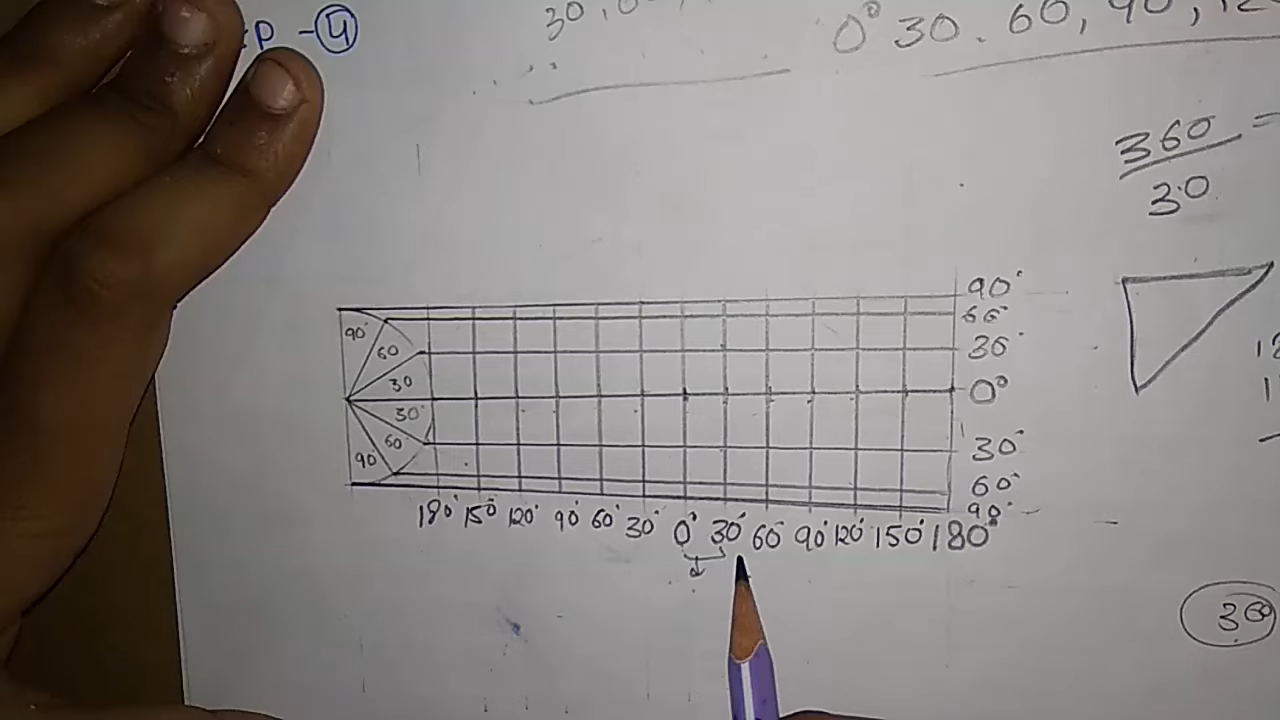 P - 4
0° 30. 60, 90, 12
360 =
30
90° 90°
60 60°
30 30°
0°
30° 30°
60° 60°
90° 90°
180° 150° 120° 90° 60° 30° 0° 30° 60° 90° 120° 150° 180°
d